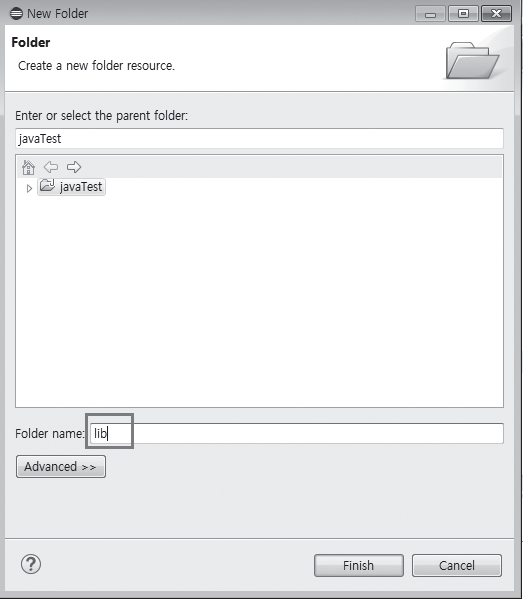 New Folder
Folder
Create a new folder resource.
Enter or select the parent folder:
javaTest
javaTest
Folder name: lib
Advanced >>
?
Finish
Cancel